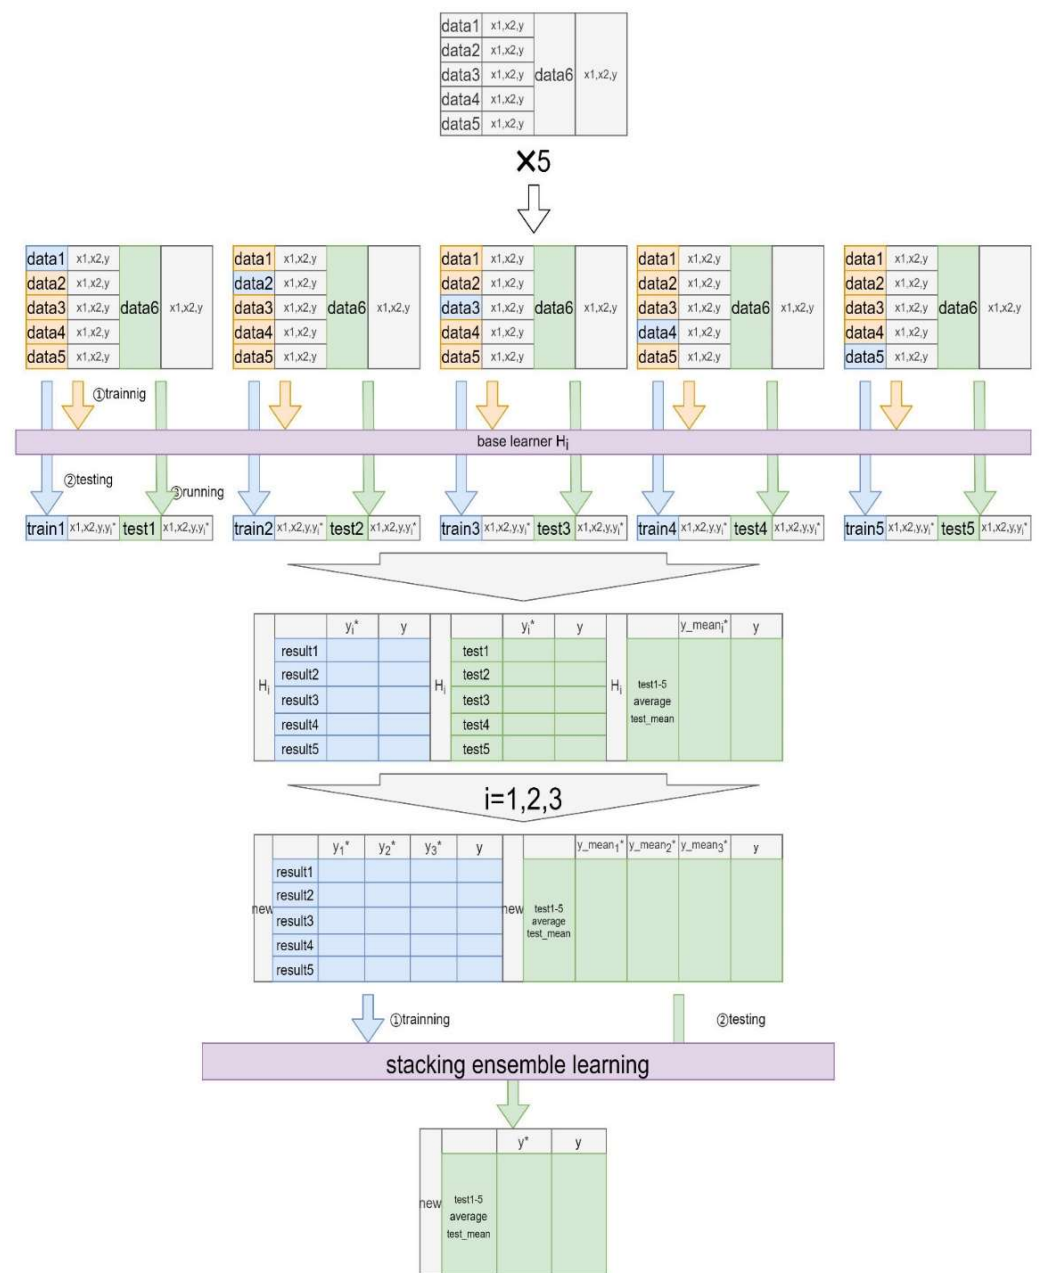 data1 x1,x2,y
data2 x1,x2,y
data3 x1,x2,y data6 x1,x2,y
data4 x1,x2,y
data5 x1,x2,y
×5
data1 x1,x2,y data1 x1,x2,y data1 x1,x2,y data1 x1,x2,y data1 x1,x2,y
data2 x1,x2,y data2 x1,x2,y data2 x1,x2,y data2 x1,x2,y data2 x1,x2,y
data3 x1,x2,y data6 x1,x2,y data3 x1,x2,y data6 x1,x2,y data3 x1,x2,y data6 x1,x2,y data3 x1,x2,y data6 x1,x2,y data3 x1,x2,y data6 x1,x2,y
data4 x1,x2,y data4 x1,x2,y data4 x1,x2,y data4 x1,x2,y data4 x1,x2,y
data5 x1,x2,y data5 x1,x2,y data5 x1,x2,y data5 x1,x2,y data5 x1,x2,y
①trainnig
base learner Hi
②testing
③running
train1 x1,x2,y,yi* test1 x1,x2,y,yi* train2 x1,x2,y,yi* test2 x1,x2,y,yi* train3 x1,x2,y,yi* test3 x1,x2,y,yi* train4 x1,x2,y,yi* test4 x1,x2,y,yi* train5 x1,x2,y,yi* test5 x1,x2,y,yi*
yi* y yi* y y_meani* y
result1 test1
result2 test2
Hi result3 Hi test3 Hi
result4 test4
result5 test5
test1-5
average
test_mean
i=1,2,3
y1* y2* y3* y y_mean1* y_mean2* y_mean3* y
result1
result2
new result3 new
result4
result5
test1-5
average
test_mean
①trainning ②testing
stacking ensemble learning
y* y
new
test1-5
average
test_mean